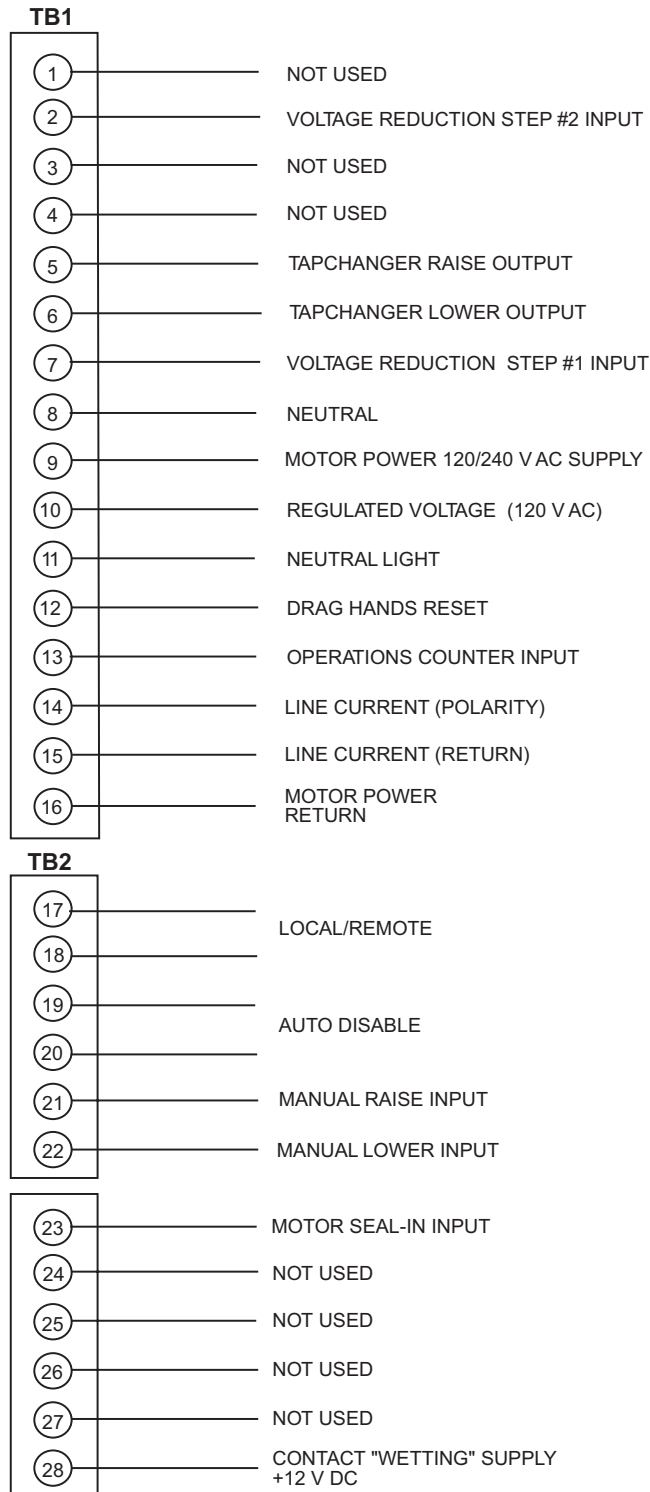 TB1
1 NOT USED
2 VOLTAGE REDUCTION STEP #2 INPUT
3 NOT USED
4 NOT USED
5 TAPCHANGER RAISE OUTPUT
6 TAPCHANGER LOWER OUTPUT
7 VOLTAGE REDUCTION STEP #1 INPUT
8 NEUTRAL
9 MOTOR POWER 120/240 V AC SUPPLY
10 REGULATED VOLTAGE (120 V AC)
11 NEUTRAL LIGHT
12 DRAG HANDS RESET
13 OPERATIONS COUNTER INPUT
14 LINE CURRENT (POLARITY)
15 LINE CURRENT (RETURN)
16 MOTOR POWER
RETURN
TB2
17
LOCAL/REMOTE
18
19
AUTO DISABLE
20
21 MANUAL RAISE INPUT
22 MANUAL LOWER INPUT
23 MOTOR SEAL-IN INPUT
24 NOT USED
25 NOT USED
26 NOT USED
27 NOT USED
28 CONTACT "WETTING" SUPPLY
+12 V DC